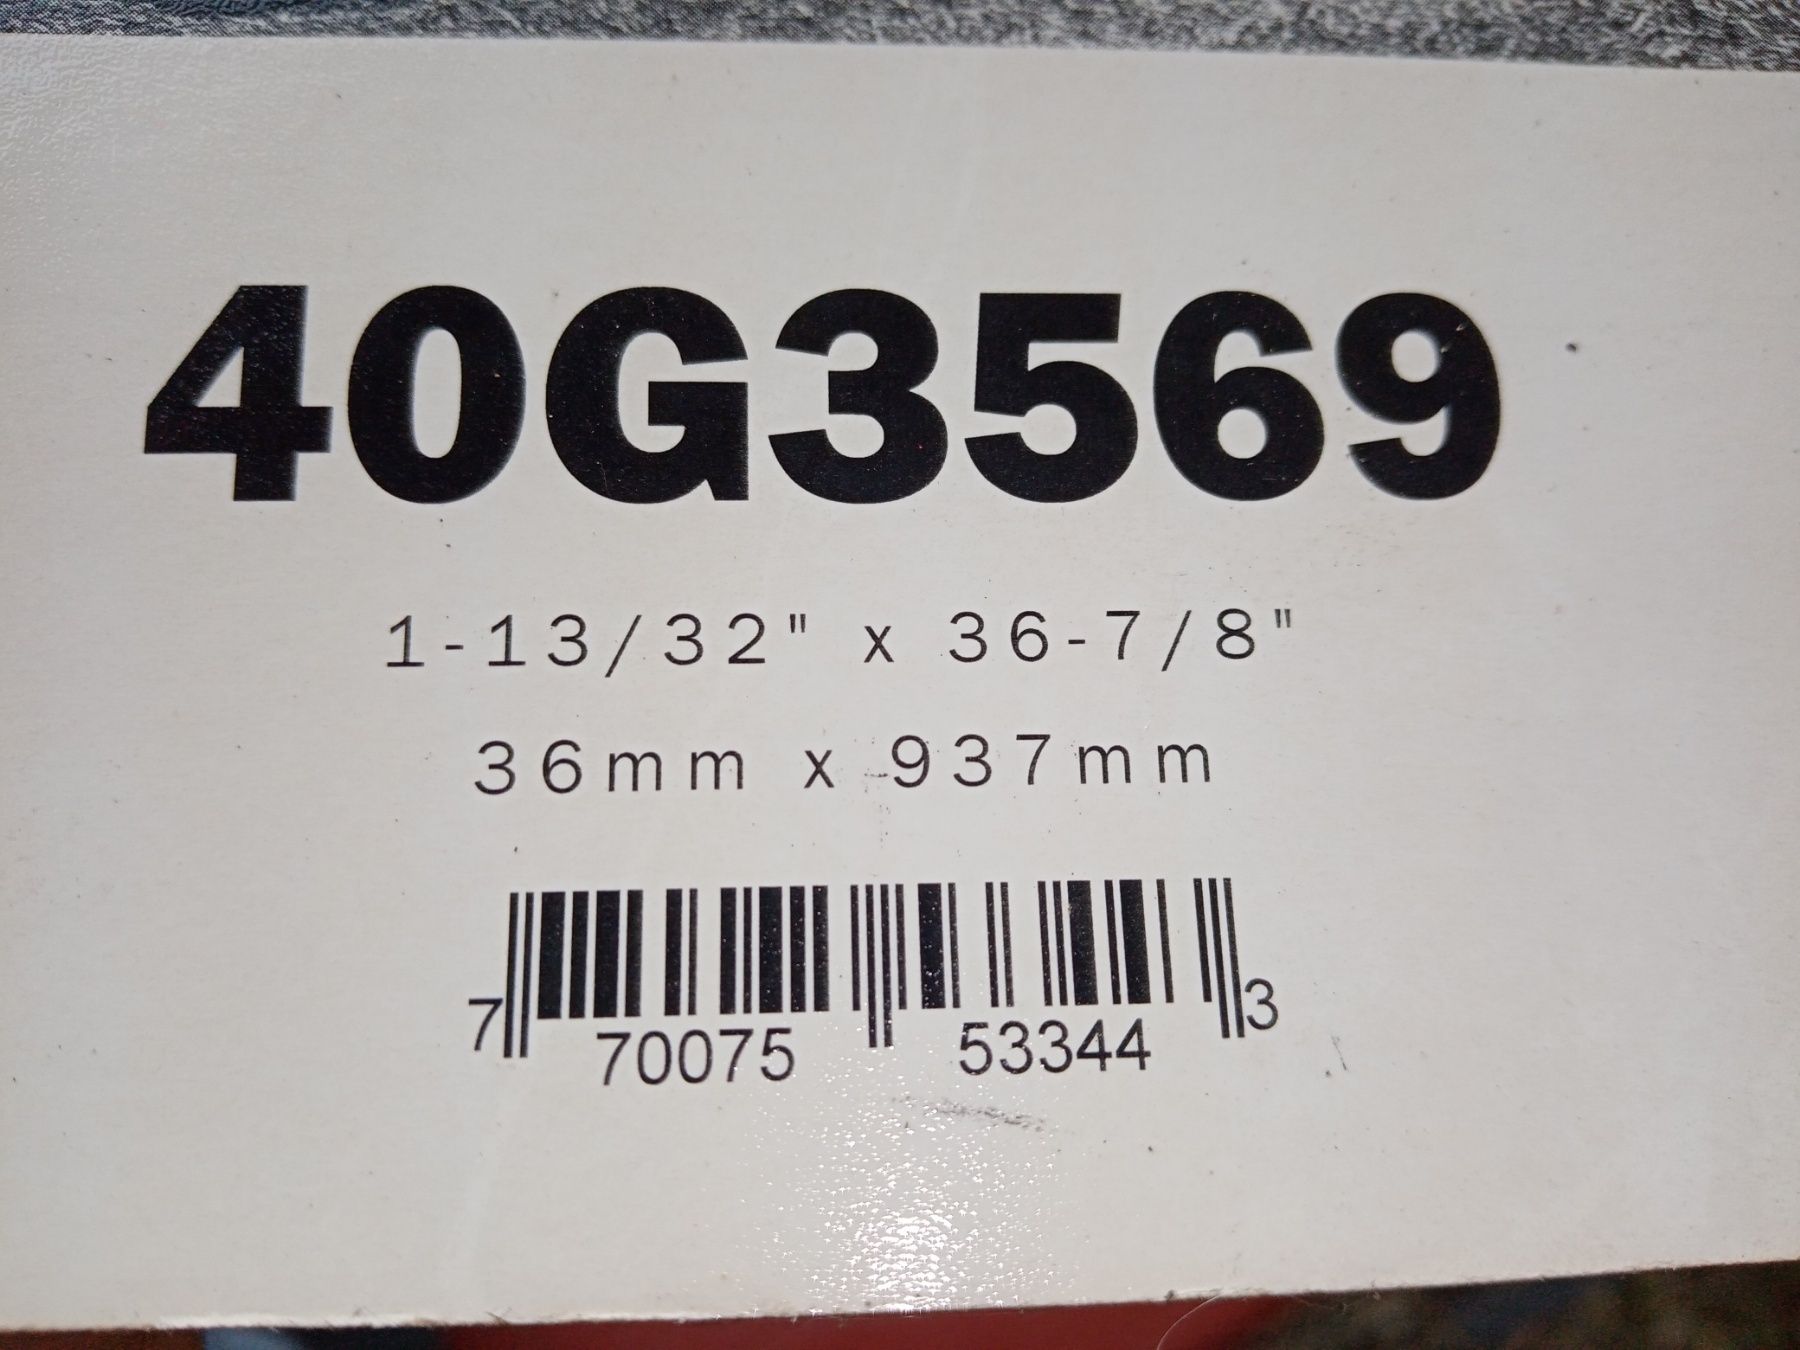 40G3569
1-13/32" x 36-7/8"
36mm x 937mm
7 70075 53344 3